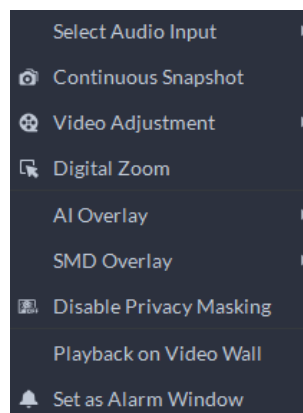 Select Audio Input
Continuous Snapshot
Video Adjustment
Digital Zoom
AI Overlay
SMD Overlay
Disable Privacy Masking
Playback on Video Wall
Set as Alarm Window